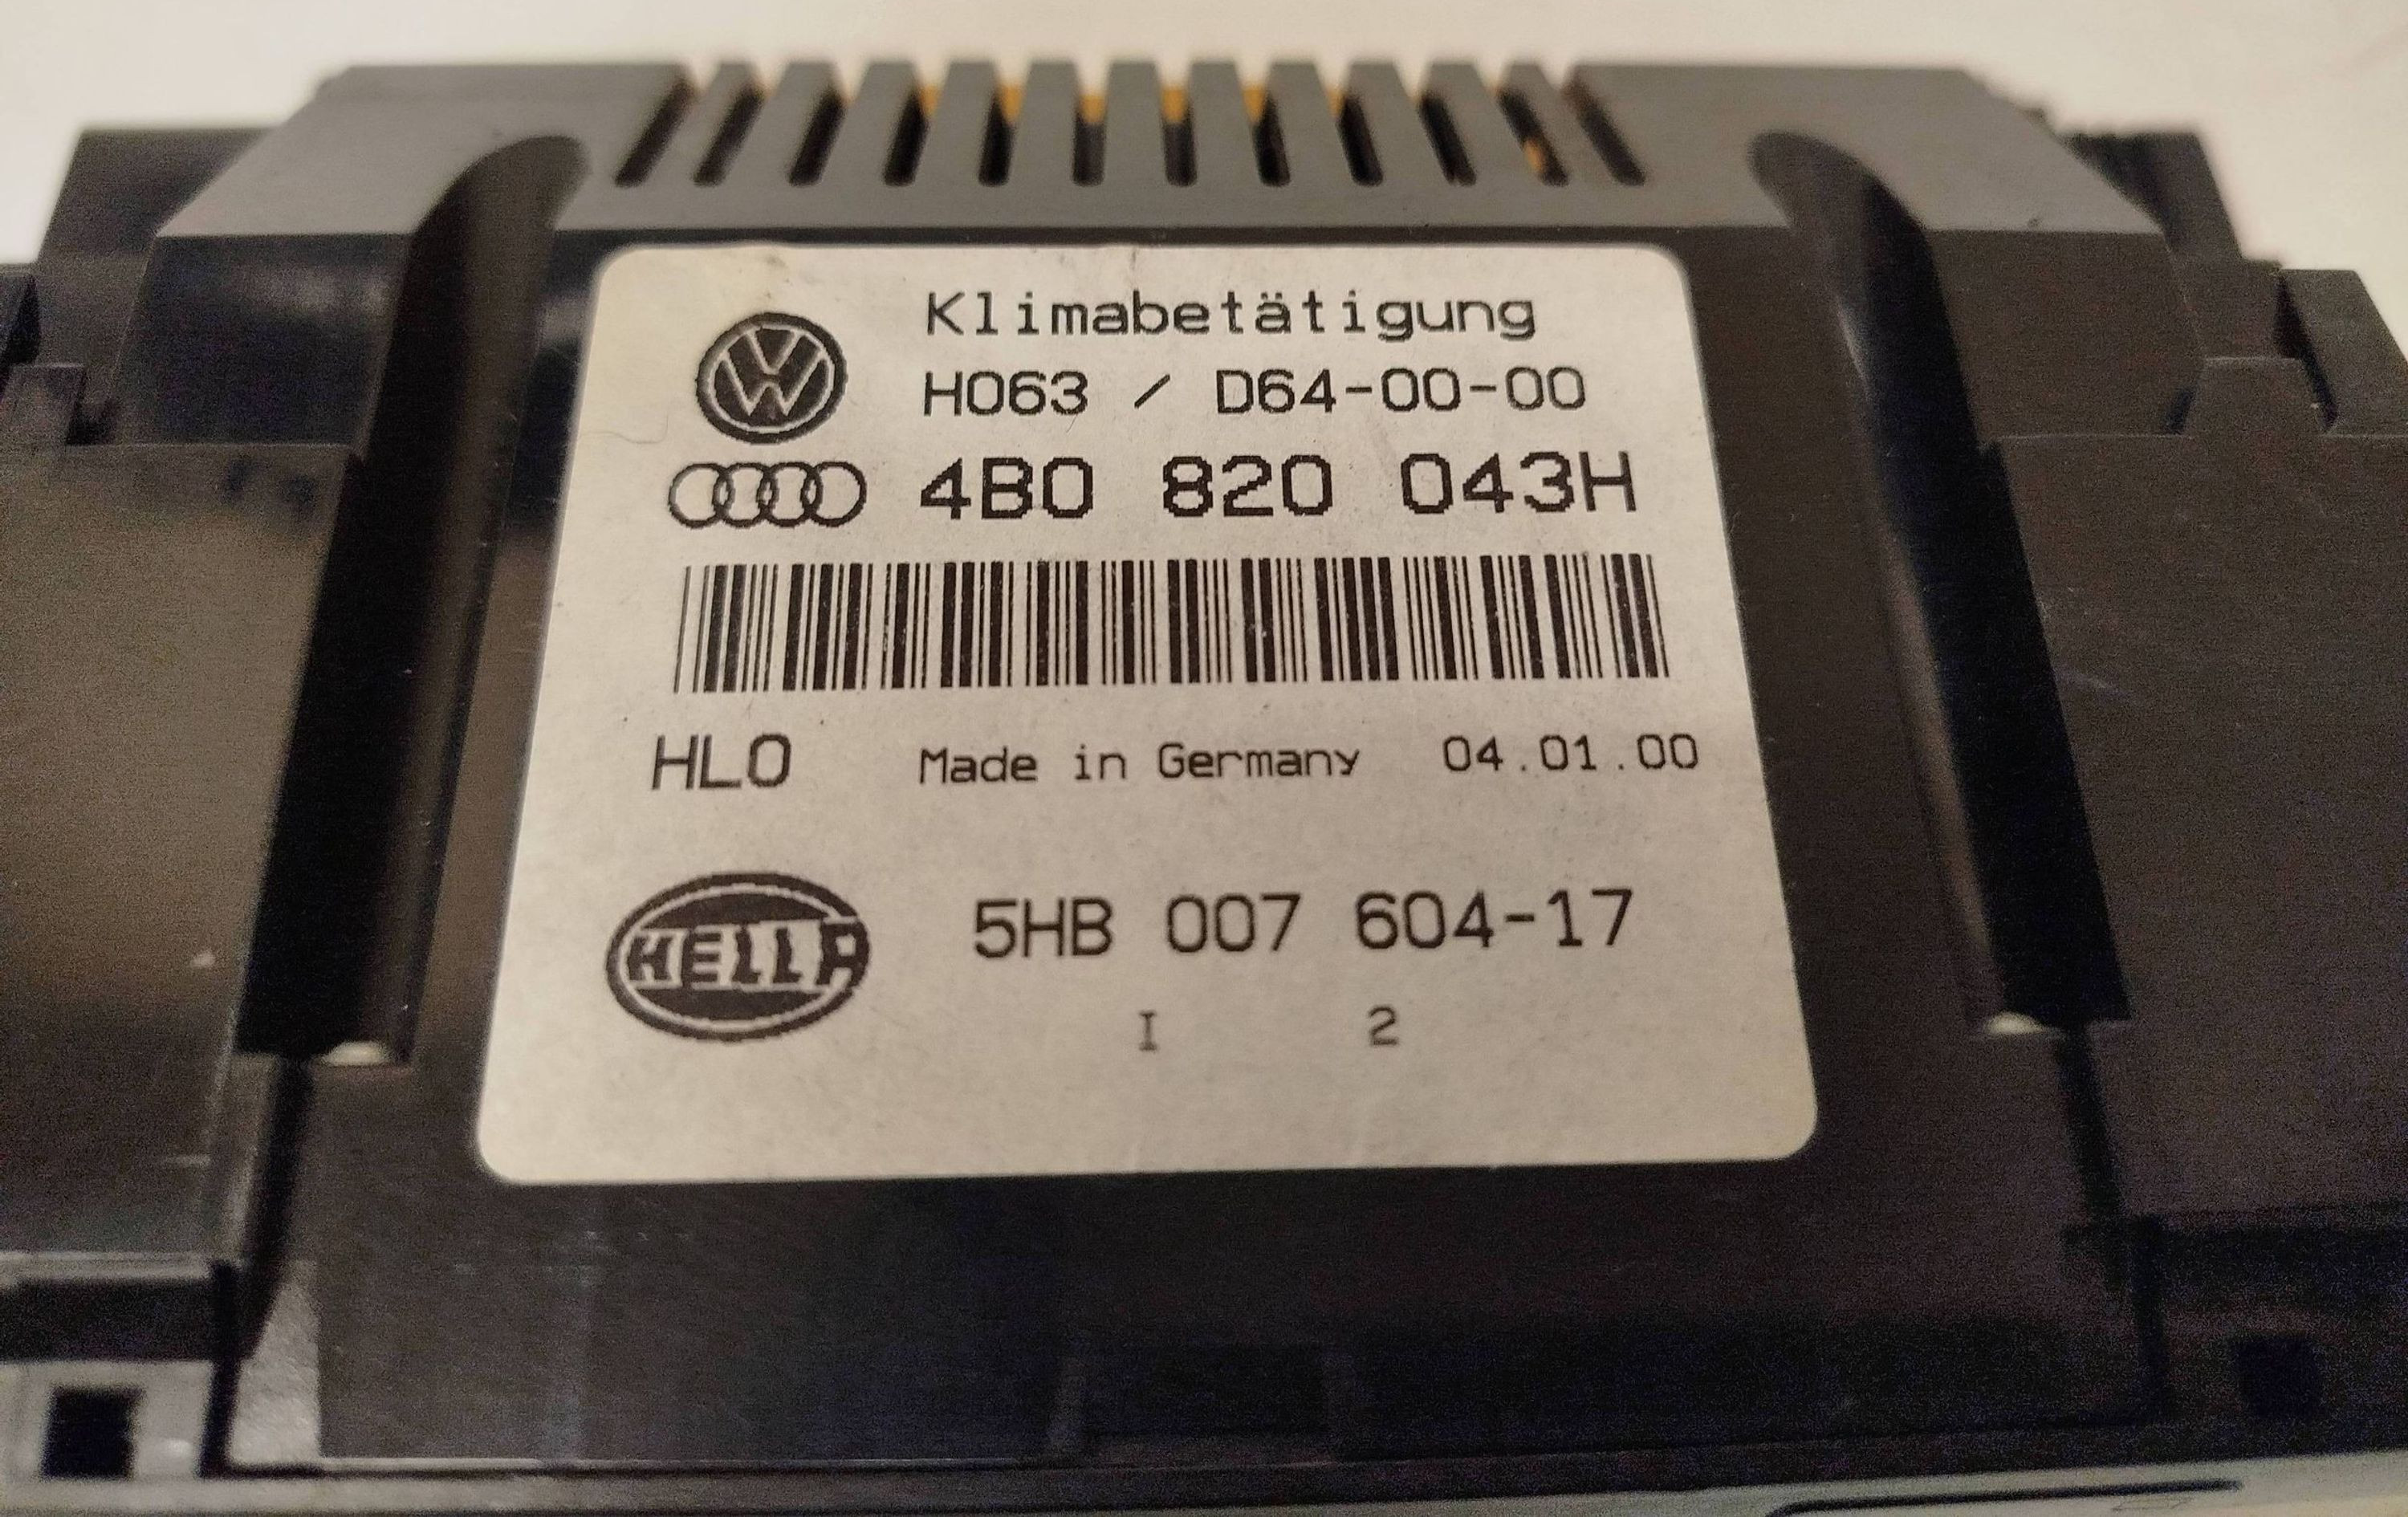 Klimabetätigung
H063 / D64-00-00
4B0 820 043H
HLO Made in Germany 04.01.00
HELLA 5HB 007 604-17
I 2